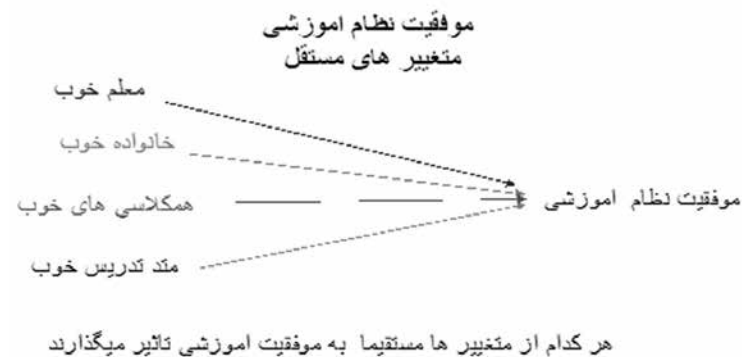 موفقیت نظام اموزشی
متغییر های مستقل
معلم خوب
خانواده خوب
همکلاسی های خوب
موفقیت نظام اموزشی
متد تدریس خوب
هر کدام از متغییر ها مستقیما به موفقیت اموزشی تاثیر میگذارند